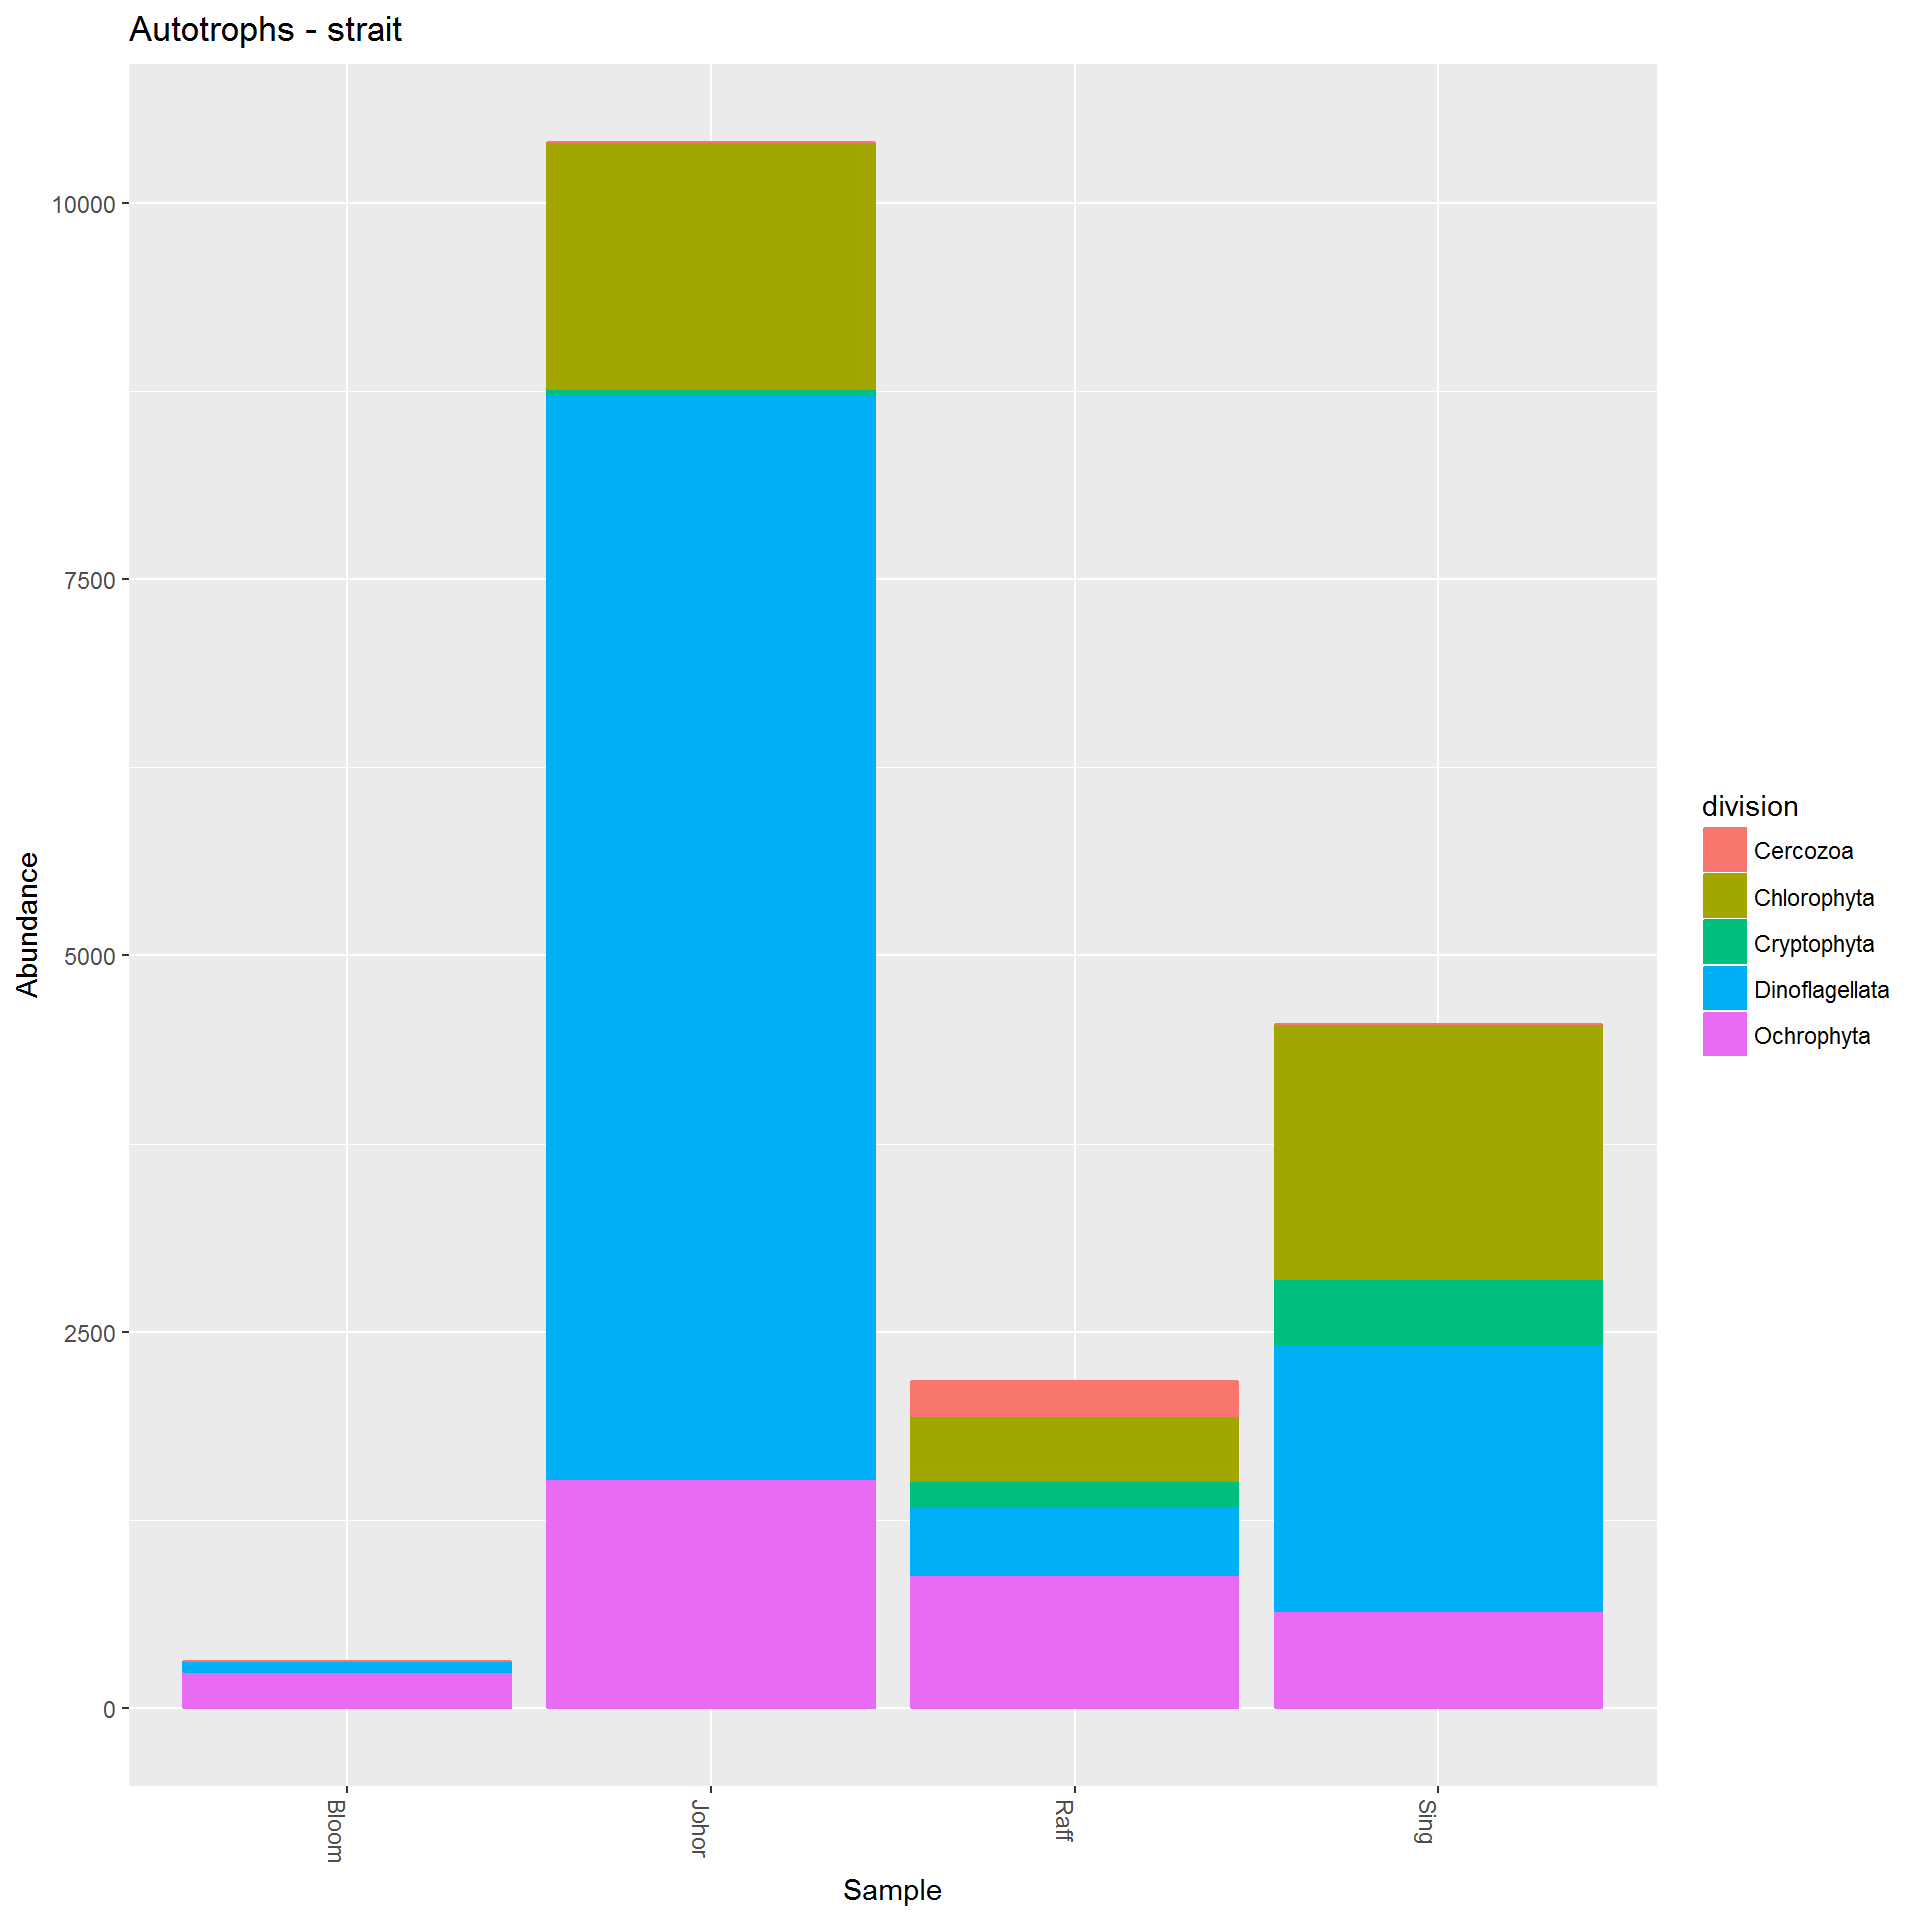 Autotrophs - strait
10000
7500
5000
2500
0
Abundance
Bloom
Johor
Raff
Sing
Sample
division
Cercozoa
Chlorophyta
Cryptophyta
Dinoflagellata
Ochrophyta